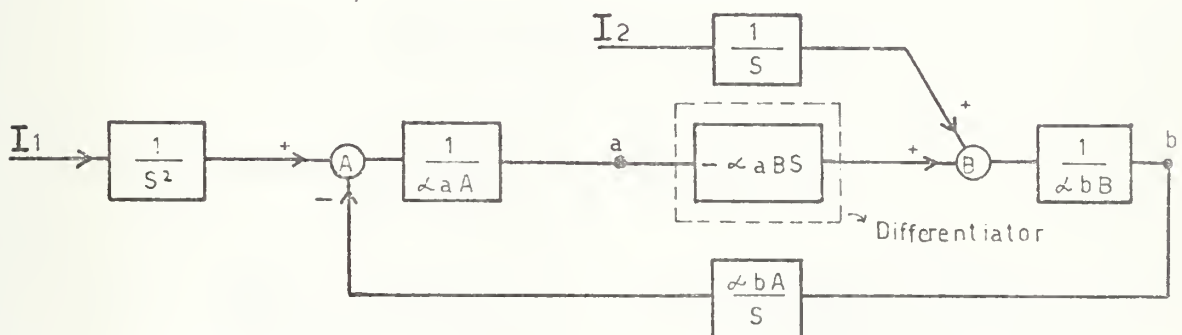 I2
1
S
+
I1
1
S²
+
A
-
1
∝aA
a
-∝aBS
+
B
1
∝bB
b
Differentiator
∝bA
S